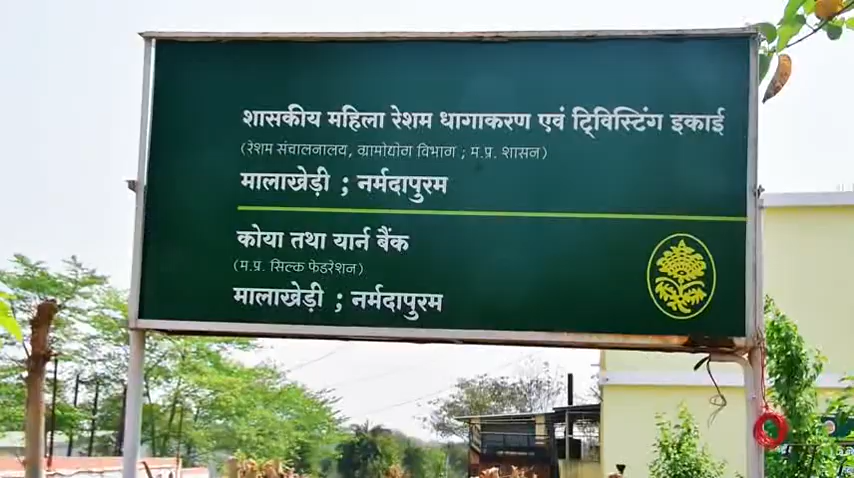 शासकीय महिला रेशम धागाकरण एवं ट्विस्टिंग इकाई
(रेशम संचालनालय, ग्रामोद्योग विभाग ; म.प्र. शासन)
मालाखेड़ी ; नर्मदापुरम
कोया तथा यार्न बैंक
(म.प्र. सिल्क फेडरेशन)
मालाखेड़ी ; नर्मदापुरम